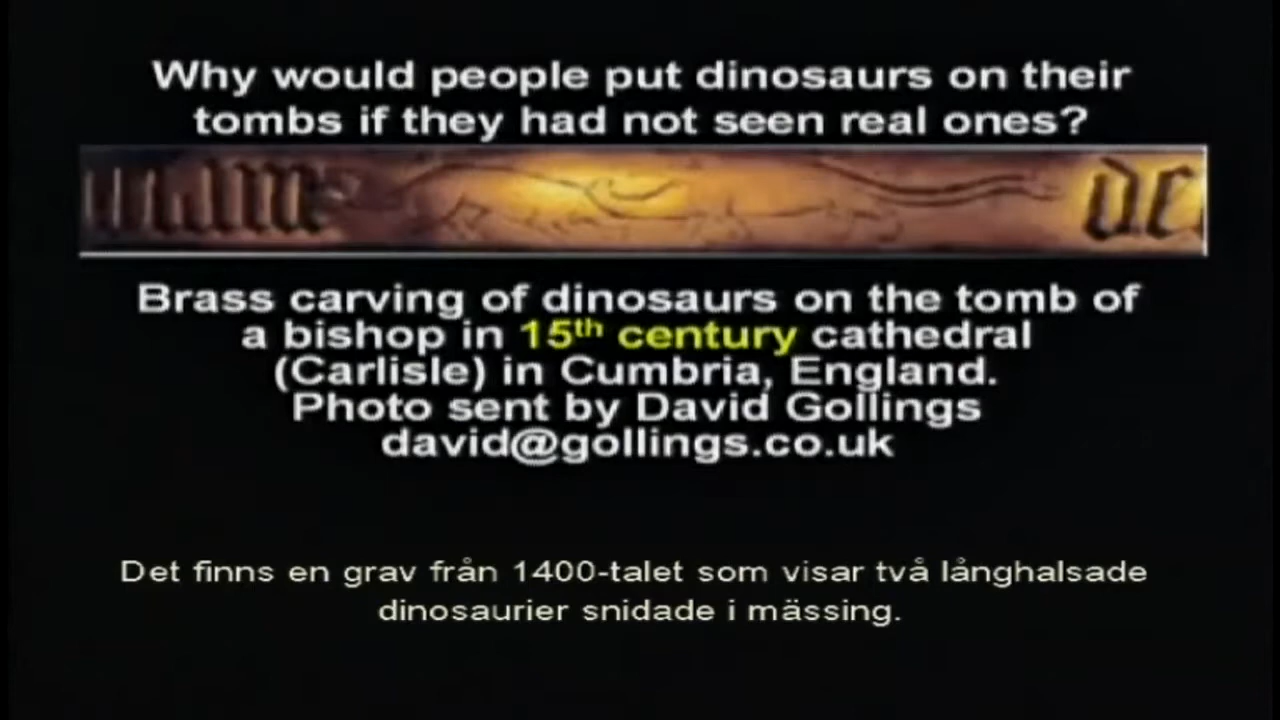 Why would people put dinosaurs on their
tombs if they had not seen real ones?
de
Brass carving of dinosaurs on the tomb of
a bishop in 15th century cathedral
(Carlisle) in Cumbria, England.
Photo sent by David Gollings
david@gollings.co.uk
Det finns en grav från 1400-talet som visar två långhalsade
dinosaurier snidade i mässing.